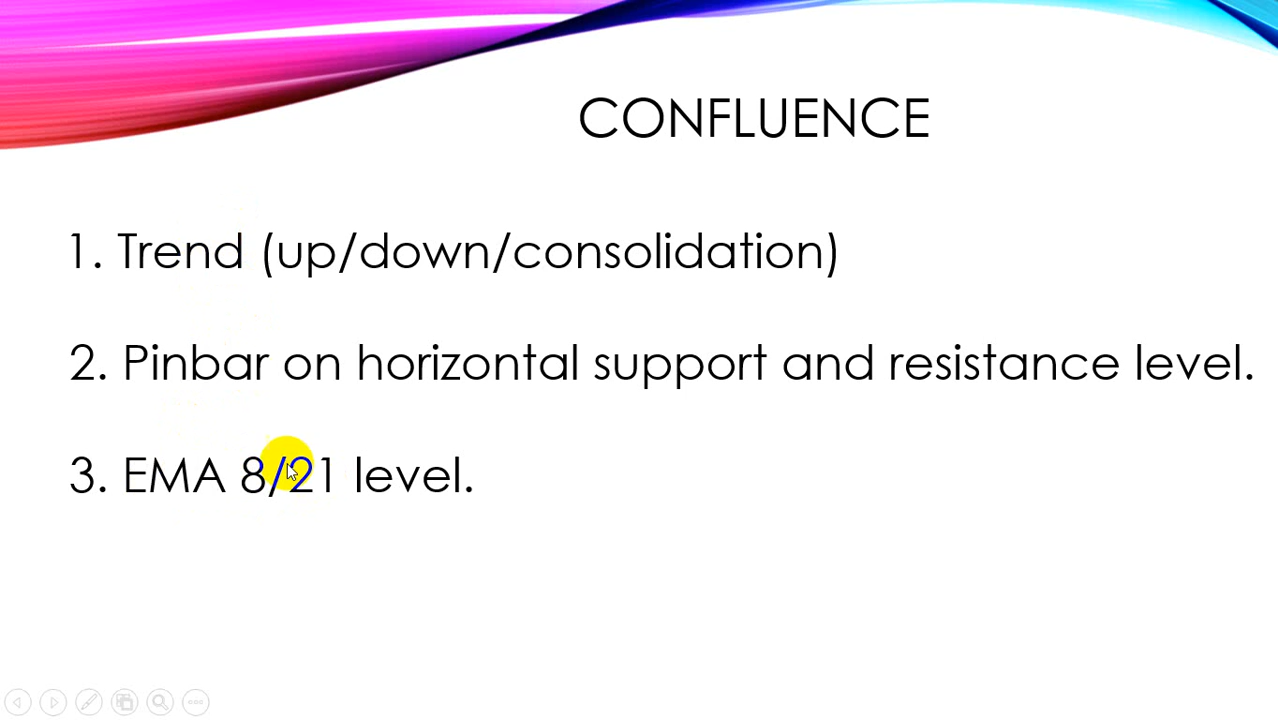 CONFLUENCE
1. Trend (up/down/consolidation)
2. Pinbar on horizontal support and resistance level.
3. EMA 8/21 level.